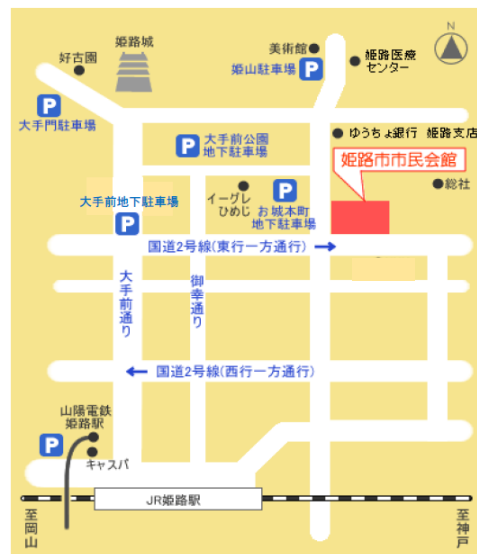 N
姫路城
美術館
好古園
姫路医療
センター
姫山駐車場
P
P
大手門駐車場
ゆうちょ銀行 姫路支店
P
大手前公園
地下駐車場
姫路市市民会館
総社
大手前地下駐車場
P
イーグレ
ひめじ
P
お城本町
地下駐車場
国道2号線(東行一方通行)
大手前通り
御幸通り
国道2号線(西行一方通行)
山陽電鉄
姫路駅
P
キャスパ
JR姫路駅
至岡山
至神戸